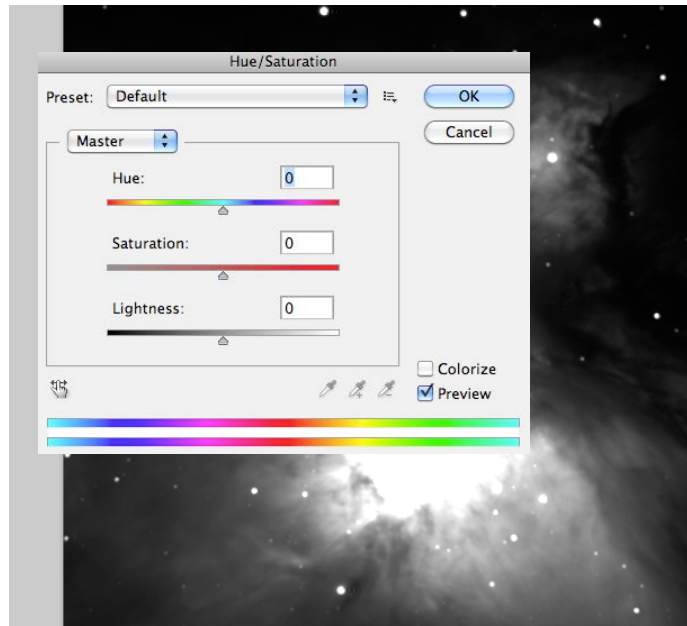 Hue/Saturation
Preset: Default
OK
Cancel
Master
Hue: 0
Saturation: 0
Lightness: 0
Colorize
Preview